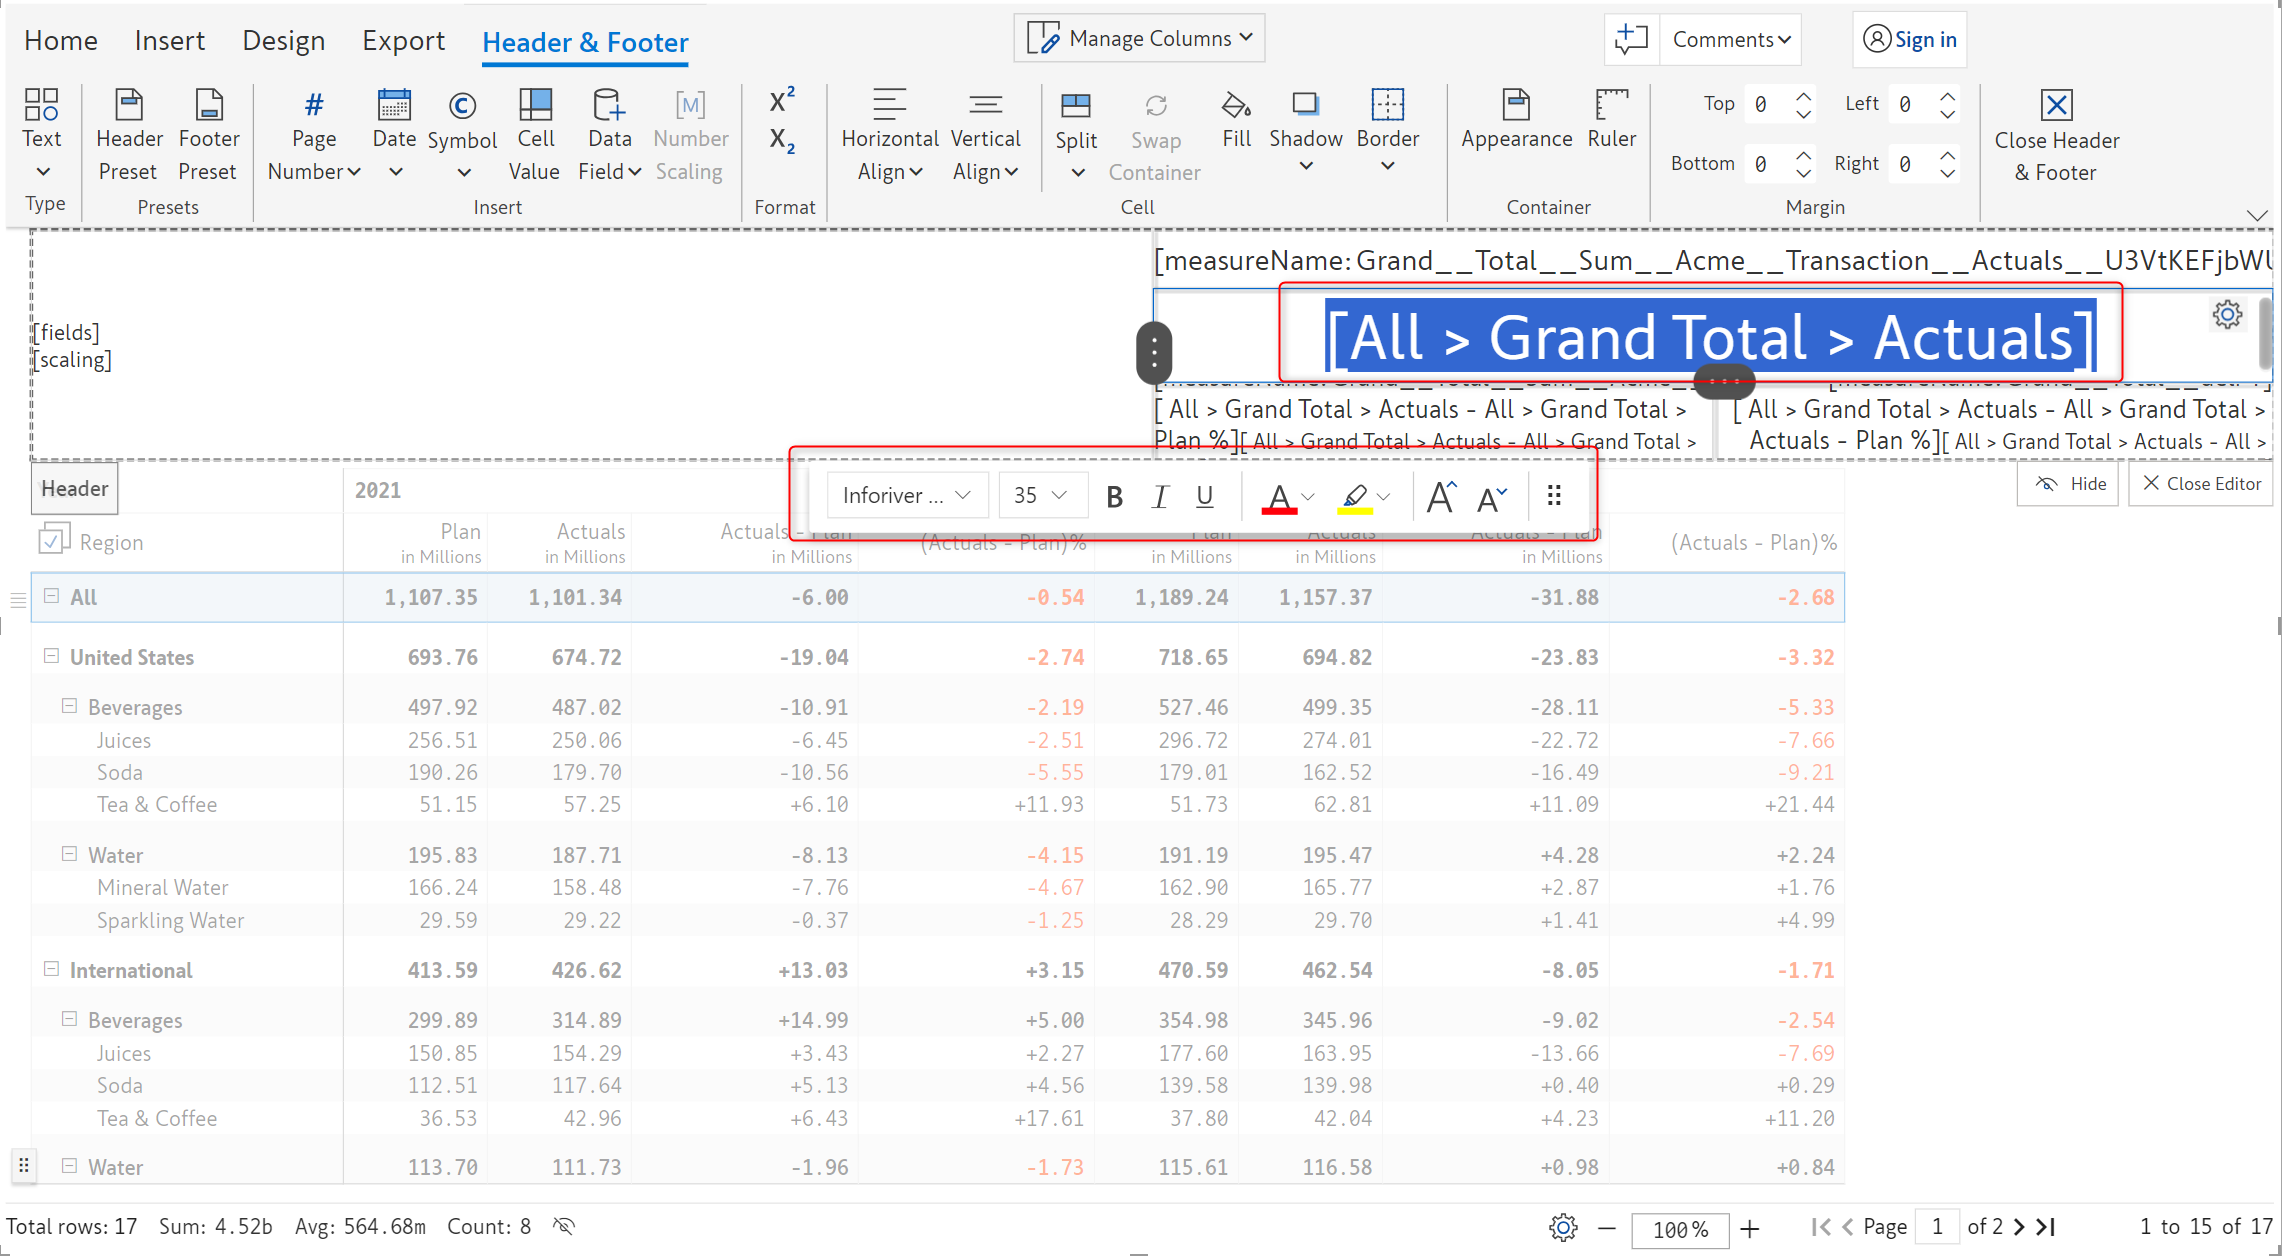 Home Insert Design Export Header & Footer Manage Columns Comments Sign in
Text Header Preset Footer Preset # Page Number Date Symbol Cell Value Data Field [M] Number Scaling X² X₂ Horizontal Align Vertical Align Split Swap Container Fill Shadow Border Appearance Ruler Top 0 Left 0 Bottom 0 Right 0 Close Header & Footer
Type Presets Insert Format Cell Container Margin
[measureName: Grand__Total__Sum__Acme__Transaction__Actuals__U3VtKEFjbWU
[All > Grand Total > Actuals]
[fields]
[scaling]
[ All > Grand Total > Actuals - All > Grand Total >
Plan %][ All > Grand Total > Actuals - All > Grand Total >
[ All > Grand Total > Actuals - All > Grand Total >
Actuals - Plan %][ All > Grand Total > Actuals - All >
Header 2021 Hide Close Editor
Inforiver ... 35 B I U A A A
Region Plan in Millions Actuals in Millions Actuals - Plan in Millions (Actuals - Plan)% Plan in Millions Actuals in Millions Actuals - Plan in Millions (Actuals - Plan)%
All 1,107.35 1,101.34 -6.00 -0.54 1,189.24 1,157.37 -31.88 -2.68
United States 693.76 674.72 -19.04 -2.74 718.65 694.82 -23.83 -3.32
Beverages 497.92 487.02 -10.91 -2.19 527.46 499.35 -28.11 -5.33
Juices 256.51 250.06 -6.45 -2.51 296.72 274.01 -22.72 -7.66
Soda 190.26 179.70 -10.56 -5.55 179.01 162.52 -16.49 -9.21
Tea & Coffee 51.15 57.25 +6.10 +11.93 51.73 62.81 +11.09 +21.44
Water 195.83 187.71 -8.13 -4.15 191.19 195.47 +4.28 +2.24
Mineral Water 166.24 158.48 -7.76 -4.67 162.90 165.77 +2.87 +1.76
Sparkling Water 29.59 29.22 -0.37 -1.25 28.29 29.70 +1.41 +4.99
International 413.59 426.62 +13.03 +3.15 470.59 462.54 -8.05 -1.71
Beverages 299.89 314.89 +14.99 +5.00 354.98 345.96 -9.02 -2.54
Juices 150.85 154.29 +3.43 +2.27 177.60 163.95 -13.66 -7.69
Soda 112.51 117.64 +5.13 +4.56 139.58 139.98 +0.40 +0.29
Tea & Coffee 36.53 42.96 +6.43 +17.61 37.80 42.04 +4.23 +11.20
Water 113.70 111.73 -1.96 -1.73 115.61 116.58 +0.98 +0.84
Total rows: 17 Sum: 4.52b Avg: 564.68m Count: 8 100% Page 1 of 2 1 to 15 of 17